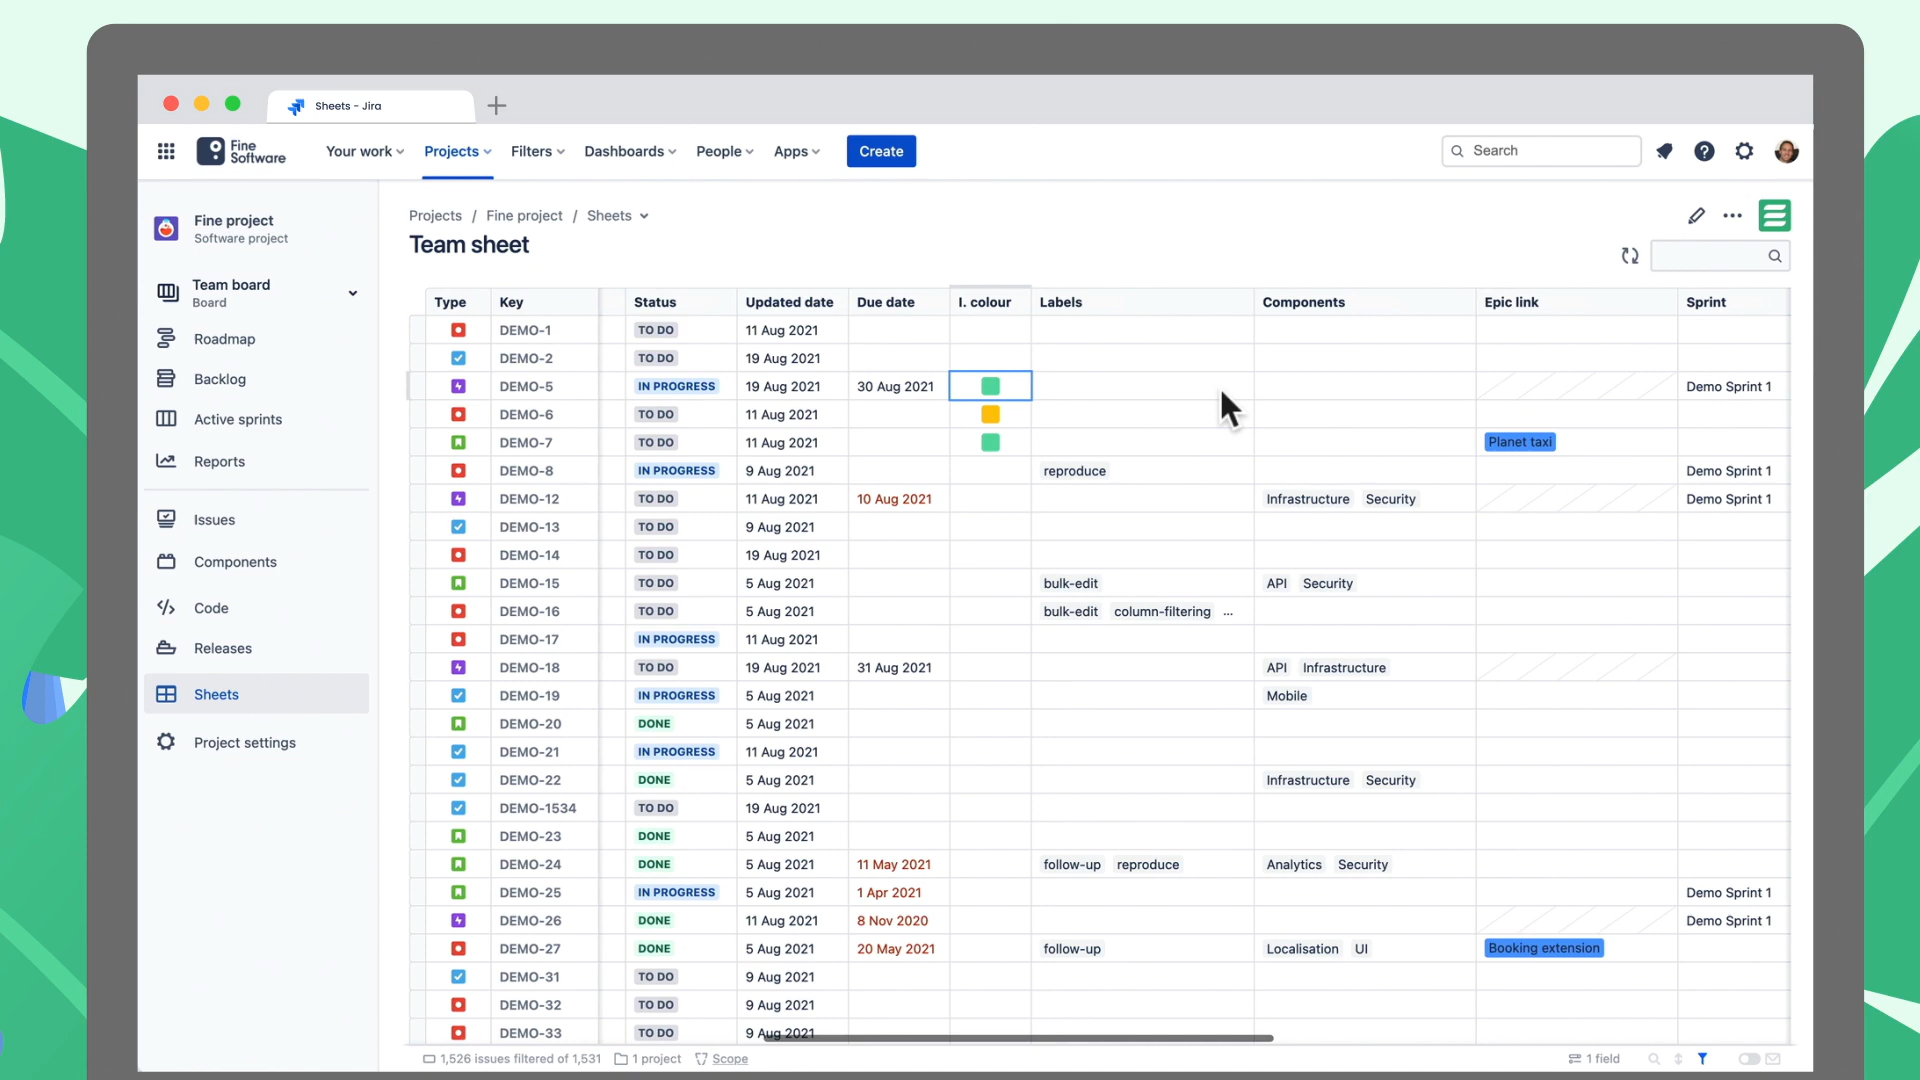 Sheets - Jira
Fine Software
Your work
Projects
Filters
Dashboards
People
Apps
Create
Search
Fine project
Software project
Team board
Board
Roadmap
Backlog
Active sprints
Reports
Issues
Components
Code
Releases
Sheets
Project settings
Projects / Fine project / Sheets
Team sheet
Type Key Status Updated date Due date I. colour Labels Components Epic link Sprint
DEMO-1 TO DO 11 Aug 2021
DEMO-2 TO DO 19 Aug 2021
DEMO-5 IN PROGRESS 19 Aug 2021 30 Aug 2021 Demo Sprint 1
DEMO-6 TO DO 11 Aug 2021
DEMO-7 TO DO 11 Aug 2021 Planet taxi
DEMO-8 IN PROGRESS 9 Aug 2021 reproduce Demo Sprint 1
DEMO-12 TO DO 11 Aug 2021 10 Aug 2021 Infrastructure Security Demo Sprint 1
DEMO-13 TO DO 9 Aug 2021
DEMO-14 TO DO 19 Aug 2021
DEMO-15 TO DO 5 Aug 2021 bulk-edit API Security
DEMO-16 TO DO 5 Aug 2021 bulk-edit column-filtering ...
DEMO-17 IN PROGRESS 11 Aug 2021
DEMO-18 TO DO 19 Aug 2021 31 Aug 2021 API Infrastructure
DEMO-19 IN PROGRESS 5 Aug 2021 Mobile
DEMO-20 DONE 5 Aug 2021
DEMO-21 IN PROGRESS 11 Aug 2021
DEMO-22 DONE 5 Aug 2021 Infrastructure Security
DEMO-1534 TO DO 19 Aug 2021
DEMO-23 DONE 5 Aug 2021
DEMO-24 DONE 5 Aug 2021 11 May 2021 follow-up reproduce Analytics Security
DEMO-25 IN PROGRESS 5 Aug 2021 1 Apr 2021 Demo Sprint 1
DEMO-26 DONE 11 Aug 2021 8 Nov 2020 Demo Sprint 1
DEMO-27 DONE 5 Aug 2021 20 May 2021 follow-up Localisation UI Booking extension
DEMO-31 TO DO 9 Aug 2021
DEMO-32 TO DO 9 Aug 2021
DEMO-33 TO DO 9 Aug 2021
1,526 issues filtered of 1,531 1 project Scope 1 field